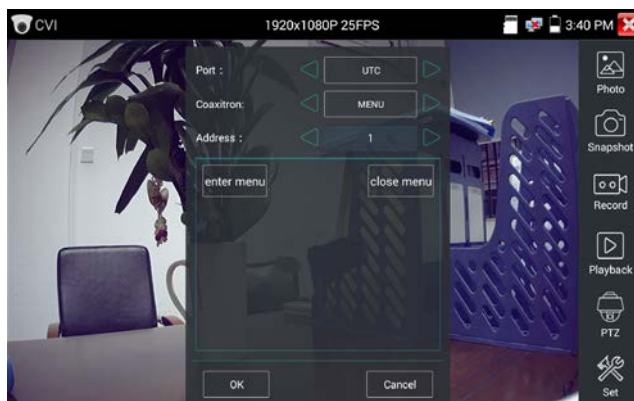 CVI 1920x1080P 25FPS 3:40 PM
Port : UTC
Coaxitron: MENU
Address : 1
enter menu close menu
OK Cancel
Photo
Snapshot
Record
Playback
PTZ
Set